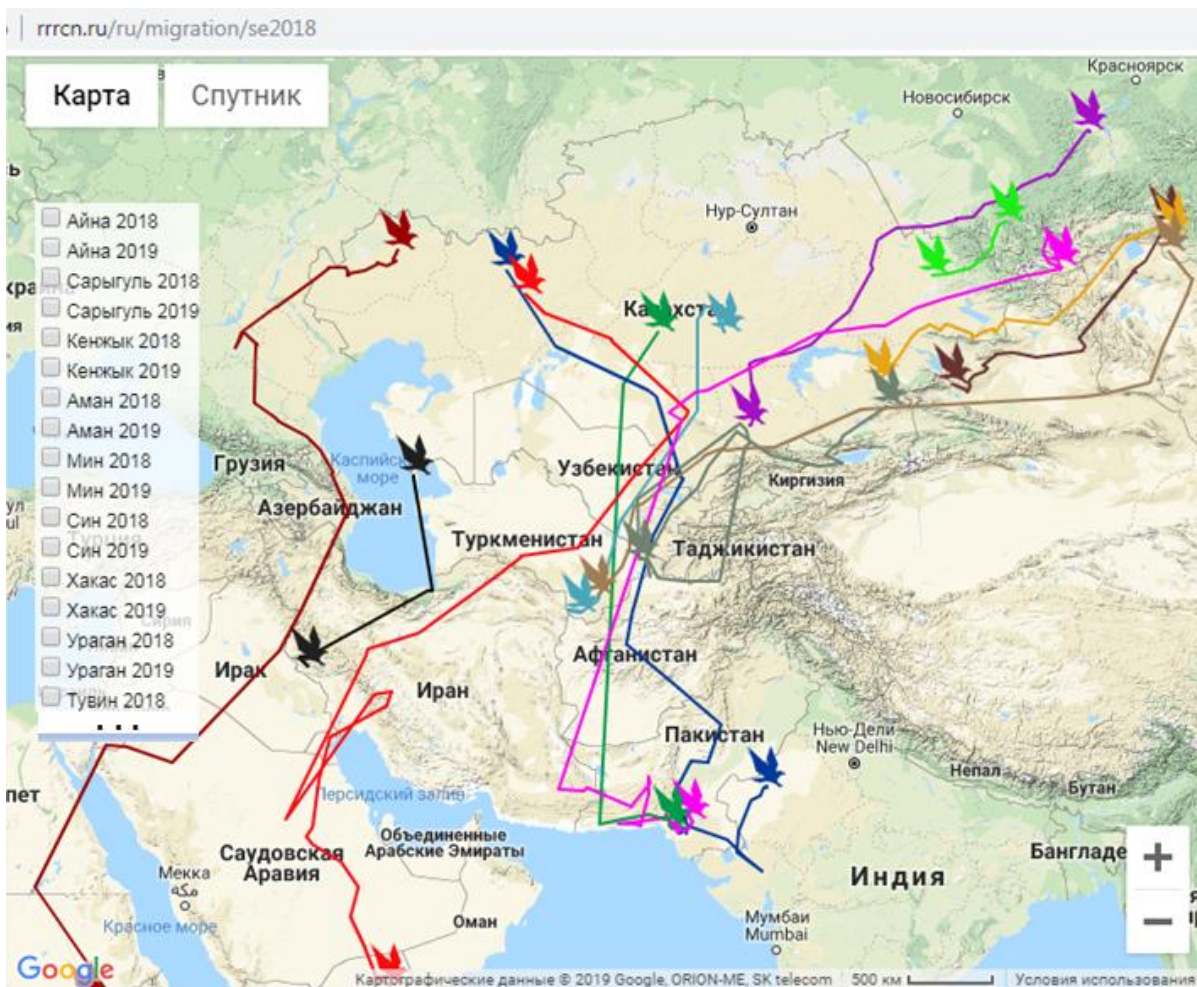 rrrcn.ru/ru/migration/se2018
Карта
Спутник
Красноярск
Новосибирск
Нур-Султан
Айна 2018
Айна 2019
Сарыгуль 2018
Сарыгуль 2019
Кенжык 2018
Кенжык 2019
Аман 2018
Аман 2019
Мин 2018
Мин 2019
Син 2018
Син 2019
Хакас 2018
Хакас 2019
Ураган 2018
Ураган 2019
Тувин 2018
...
Грузия
Каспийск
море
Азербайджан
Узбекистан
Киргизия
Туркменистан
Таджикистан
Афганистан
Ирак
Иран
Пакистан
Нью-Дели
New Delhi
Непал
Бутан
Персидский залив
Объединенные
Арабские Эмираты
Саудовская
Аравия
Мекка
مكة
Бангладе
Индия
Красное море
Оман
Мумбаи
Mumbai
+
−
Google
Картографические данные © 2019 Google, ORION-ME, SK telecom
500 км
Условия использования